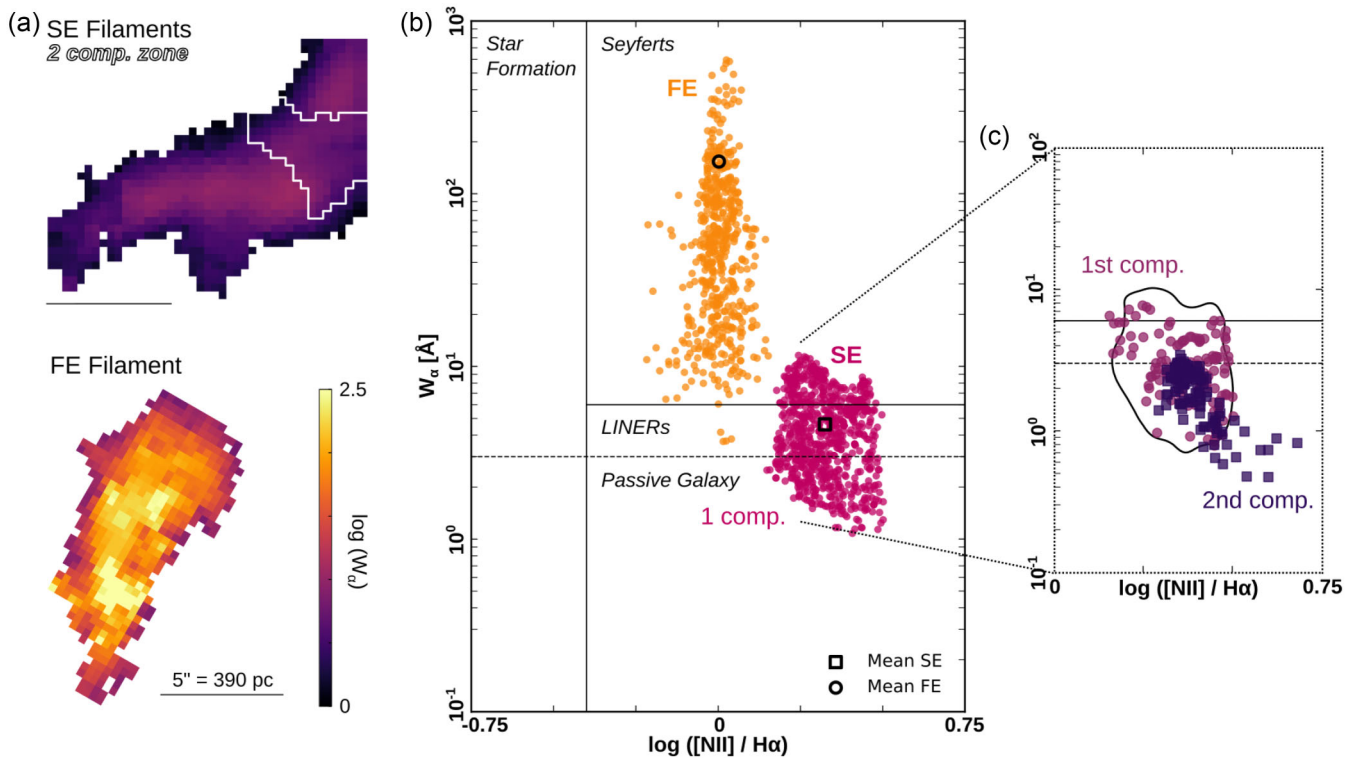 (a)
SE Filaments
2 comp. zone
FE Filament
2.5
log (Wα)
0
5" = 390 pc
(b)
10³
10²
10¹
10⁰
10⁻¹
Wα [Å]
Star
Formation
Seyferts
FE
SE
LINERs
Passive Galaxy
1 comp.
Mean SE
Mean FE
-0.75
0
0.75
log ([NII] / Hα)
(c)
10²
10¹
10⁰
10⁻¹
1st comp.
2nd comp.
0
0.75
log ([NII] / Hα)